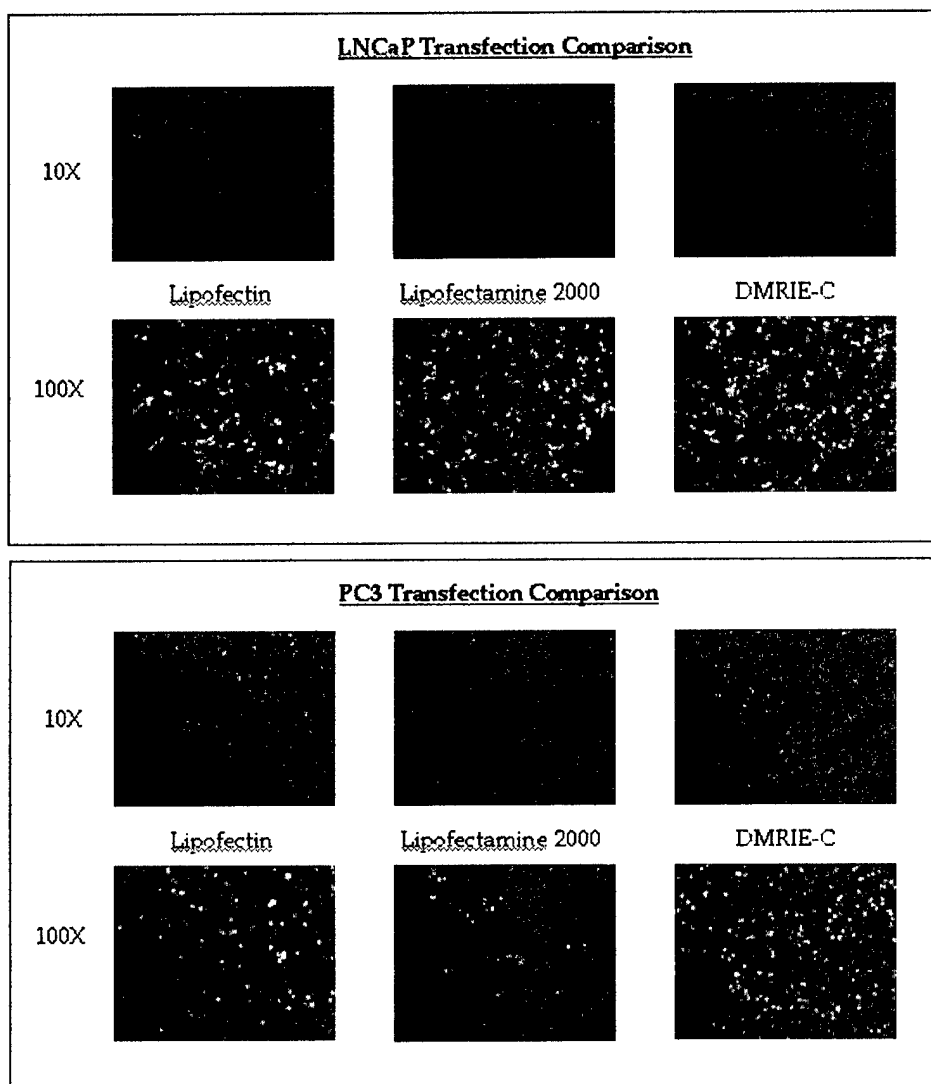 LNCaP Transfection Comparison
10X
Lipofectin Lipofectamine 2000 DMRIE-C
100X
PC3 Transfection Comparison
10X
Lipofectin Lipofectamine 2000 DMRIE-C
100X